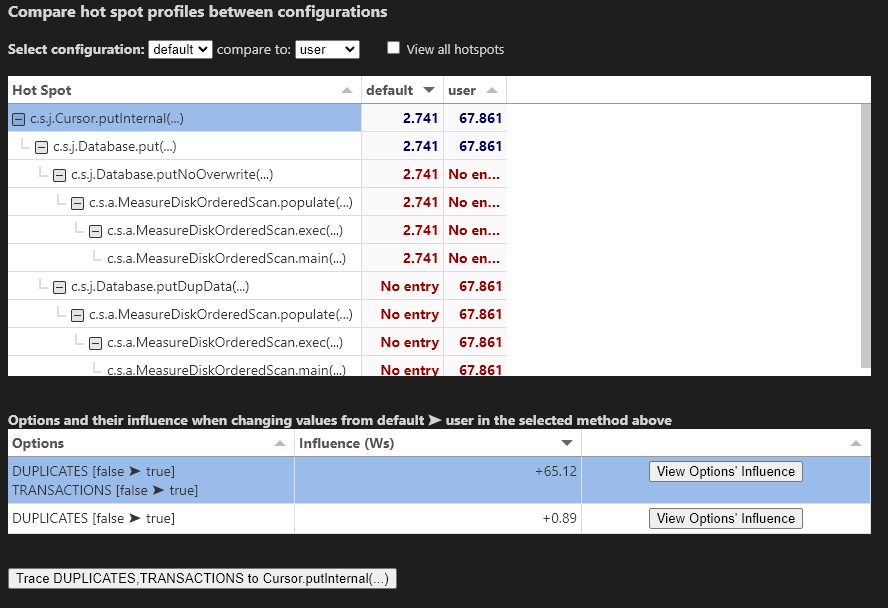 Compare hot spot profiles between configurations
Select configuration: default compare to: user View all hotspots
Hot Spot default user
c.s.j.Cursor.putInternal(...) 2.741 67.861
c.s.j.Database.put(...) 2.741 67.861
c.s.j.Database.putNoOverwrite(...) 2.741 No en...
c.s.a.MeasureDiskOrderedScan.populate(...) 2.741 No en...
c.s.a.MeasureDiskOrderedScan.exec(...) 2.741 No en...
c.s.a.MeasureDiskOrderedScan.main(...) 2.741 No en...
c.s.j.Database.putDupData(...) No entry 67.861
c.s.a.MeasureDiskOrderedScan.populate(...) No entry 67.861
c.s.a.MeasureDiskOrderedScan.exec(...) No entry 67.861
c.s.a.MeasureDiskOrderedScan.main(...) No entry 67.861
Options and their influence when changing values from default ➤ user in the selected method above
Options Influence (Ws)
DUPLICATES [false ➤ true] +65.12 View Options' Influence
TRANSACTIONS [false ➤ true]
DUPLICATES [false ➤ true] +0.89 View Options' Influence
Trace DUPLICATES,TRANSACTIONS to Cursor.putInternal(...)